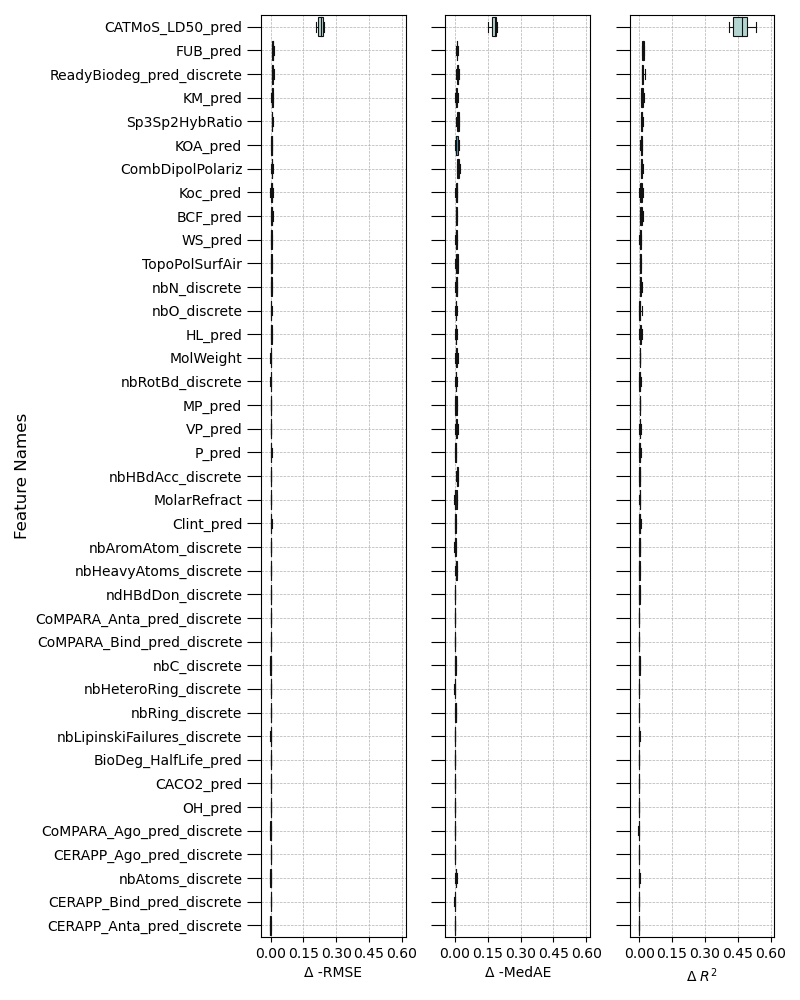 CATMoS_LD50_pred
FUB_pred
ReadyBiodeg_pred_discrete
KM_pred
Sp3Sp2HybRatio
KOA_pred
CombDipolPolariz
Koc_pred
BCF_pred
WS_pred
TopoPolSurfAir
nbN_discrete
nbO_discrete
HL_pred
MolWeight
nbRotBd_discrete
MP_pred
VP_pred
P_pred
nbHBdAcc_discrete
MolarRefract
Clint_pred
nbAromAtom_discrete
nbHeavyAtoms_discrete
ndHBdDon_discrete
CoMPARA_Anta_pred_discrete
CoMPARA_Bind_pred_discrete
nbC_discrete
nbHeteroRing_discrete
nbRing_discrete
nbLipinskiFailures_discrete
BioDeg_HalfLife_pred
CACO2_pred
OH_pred
CoMPARA_Ago_pred_discrete
CERAPP_Ago_pred_discrete
nbAtoms_discrete
CERAPP_Bind_pred_discrete
CERAPP_Anta_pred_discrete
Feature Names
0.00 0.15 0.30 0.45 0.60
Δ -RMSE
0.00 0.15 0.30 0.45 0.60
Δ -MedAE
0.00 0.15 0.30 0.45 0.60
Δ R²